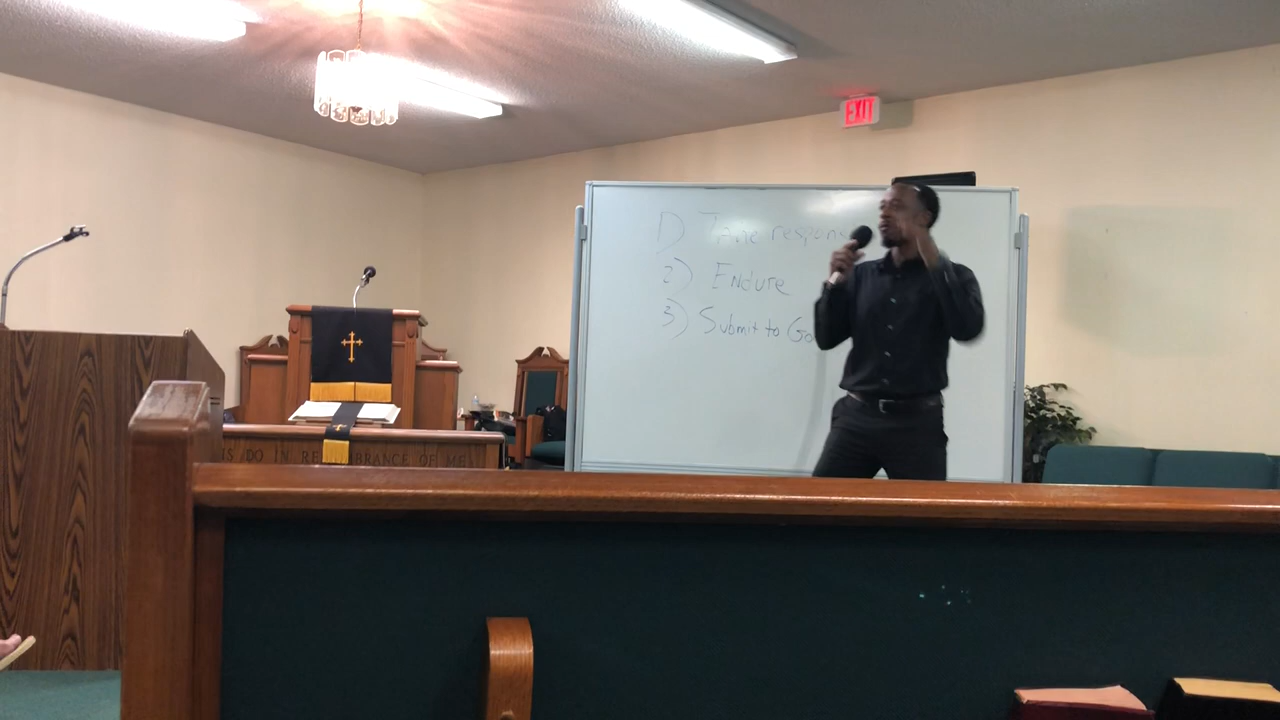 EXIT
1) Take respons
2) Endure
3) Submit to Go
IS DO IN REMEMBRANCE OF ME